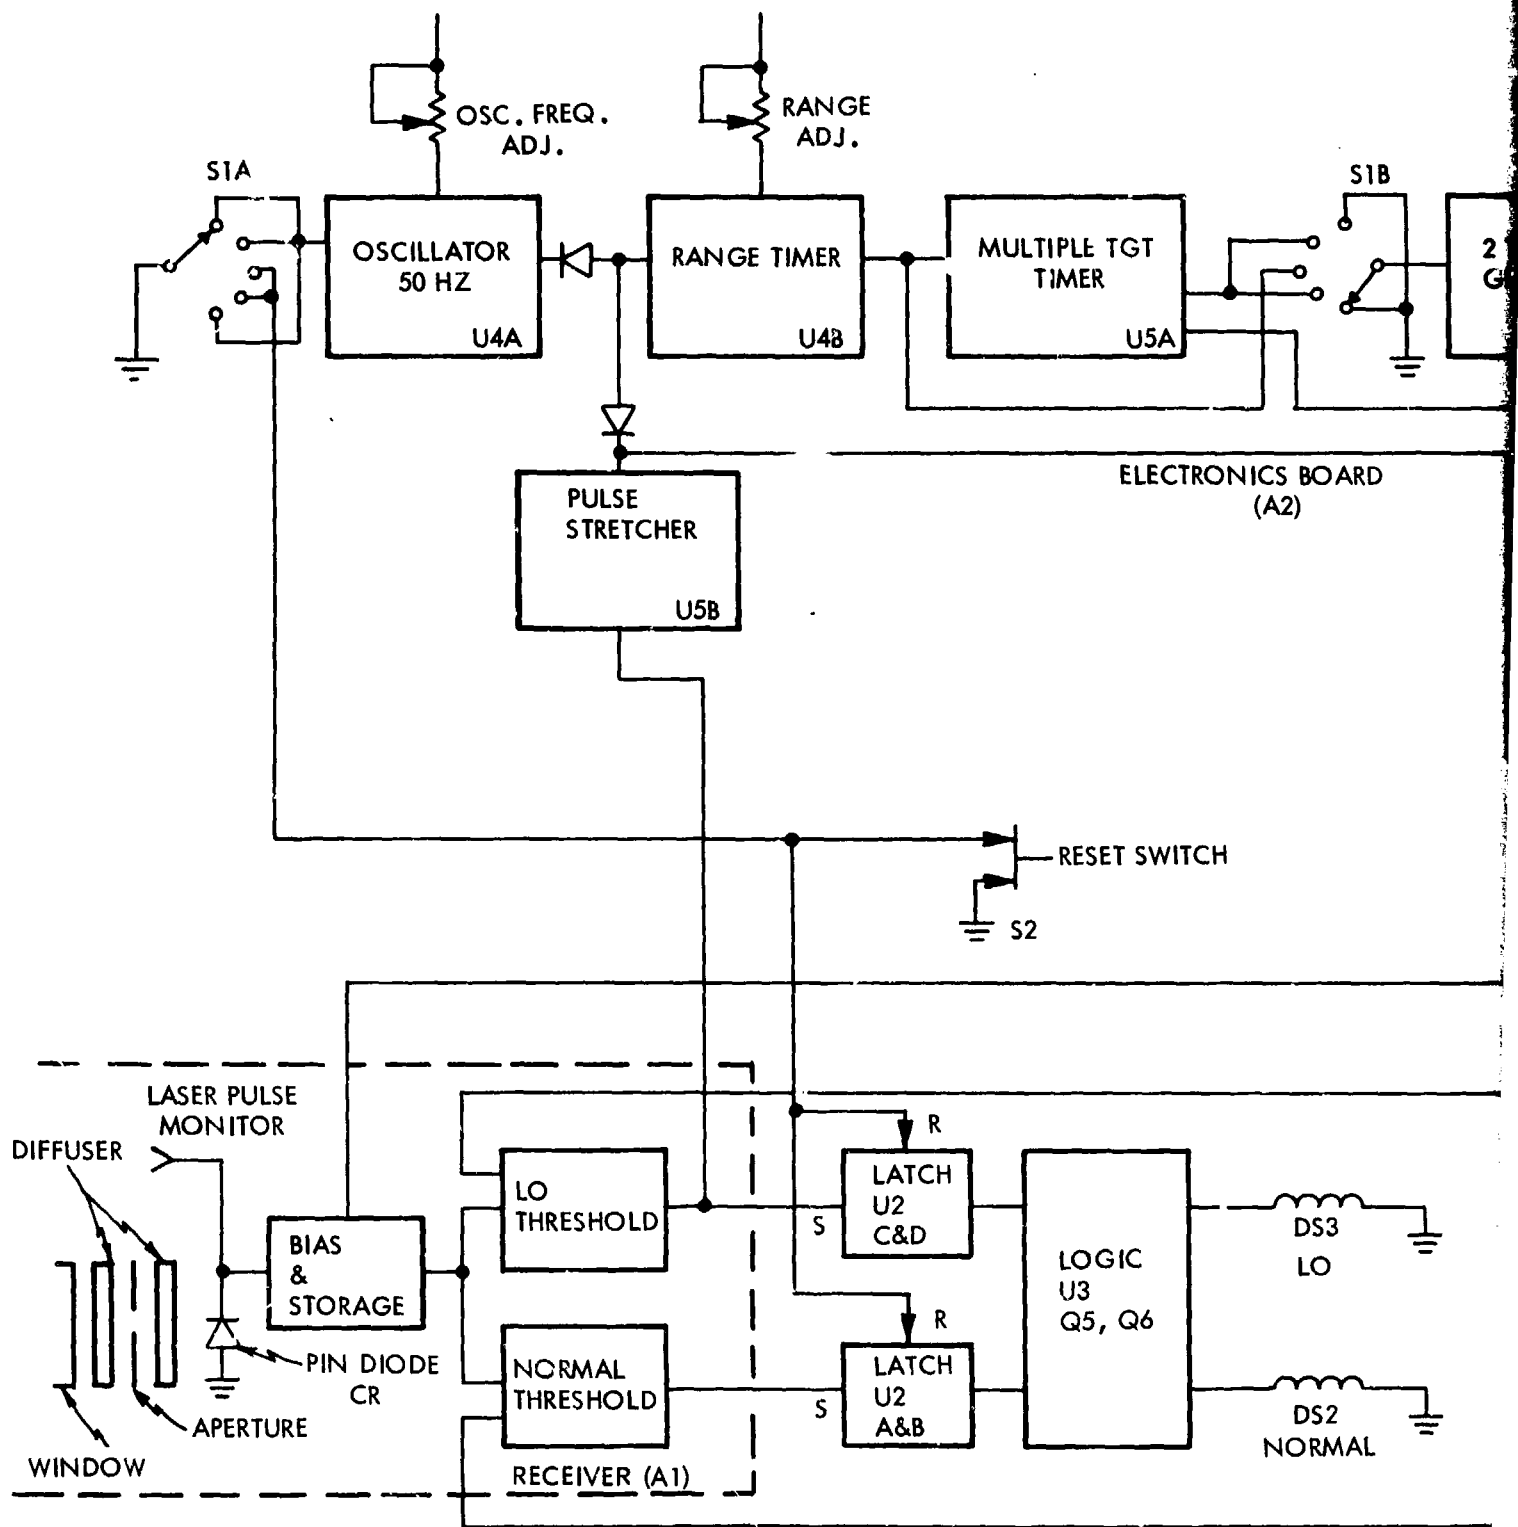 OSC. FREQ.
ADJ.
RANGE
ADJ.
S1A
S1B
OSCILLATOR
50 HZ
U4A
RANGE TIMER
U4B
MULTIPLE TGT
TIMER
U5A
2
ELECTRONICS BOARD
(A2)
PULSE
STRETCHER
U5B
RESET SWITCH
S2
LASER PULSE
MONITOR
DIFFUSER
BIAS
&
STORAGE
LO
THRESHOLD
R
LATCH
U2
C&D
S
LOGIC
U3
Q5, Q6
DS3
LO
NORMAL
THRESHOLD
R
LATCH
U2
A&B
S
DS2
NORMAL
PIN DIODE
CR
APERTURE
WINDOW
RECEIVER (A1)